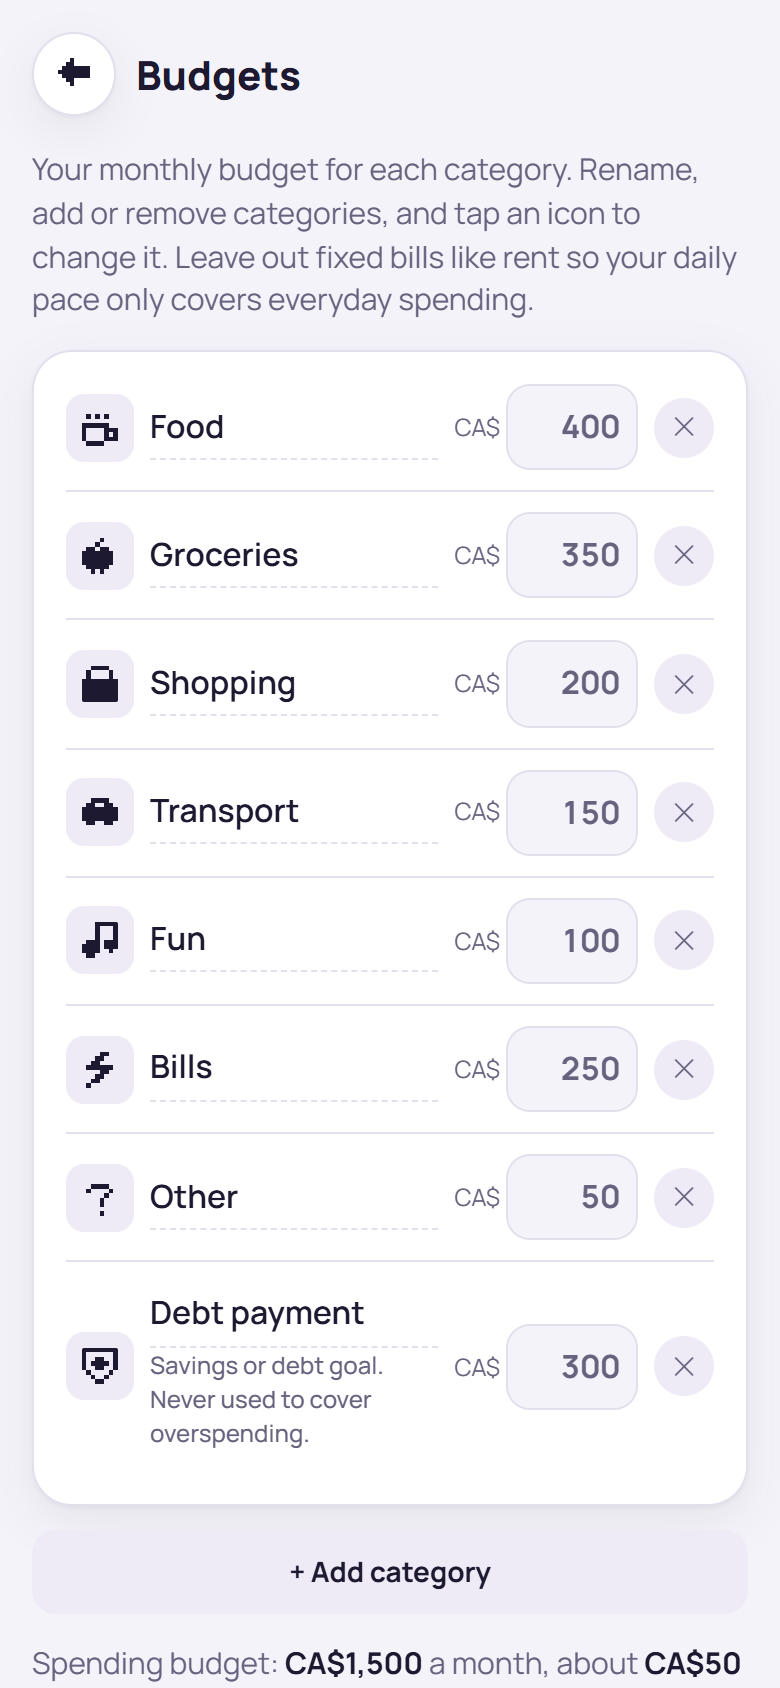 Budgets
Your monthly budget for each category. Rename,
add or remove categories, and tap an icon to
change it. Leave out fixed bills like rent so your daily
pace only covers everyday spending.
Food CA$ 400
Groceries CA$ 350
Shopping CA$ 200
Transport CA$ 150
Fun CA$ 100
Bills CA$ 250
Other CA$ 50
Debt payment
Savings or debt goal. CA$ 300
Never used to cover
overspending.
+ Add category
Spending budget: CA$1,500 a month, about CA$50